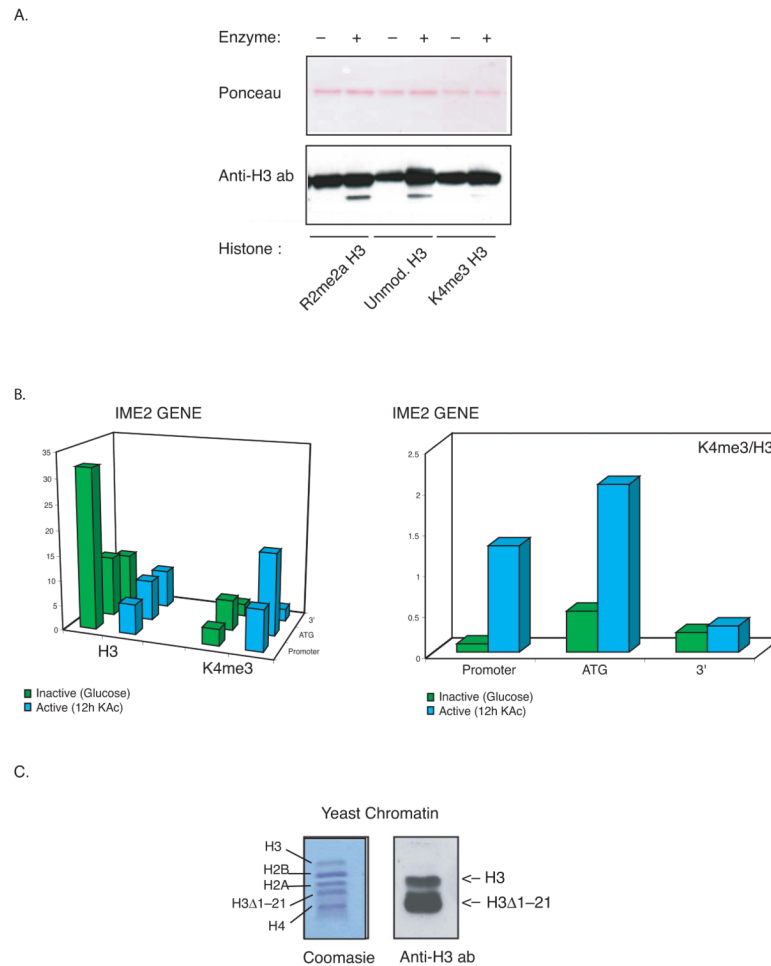 A.
Enzyme: – + – + – +
Ponceau
Anti-H3 ab
Histone :
R2me2a H3
Unmod. H3
K4me3 H3
B.
IME2 GENE
35
30
25
20
15
10
5
0
H3
K4me3
3'
ATG
Promoter
Inactive (Glucose)
Active (12h KAc)
IME2 GENE
K4me3/H3
2.5
2
1.5
1
0.5
0
Promoter ATG 3'
Inactive (Glucose)
Active (12h KAc)
C.
Yeast Chromatin
H3
H2B
H2A
H3Δ1–21
H4
Coomasie
<– H3
<– H3Δ1–21
Anti-H3 ab